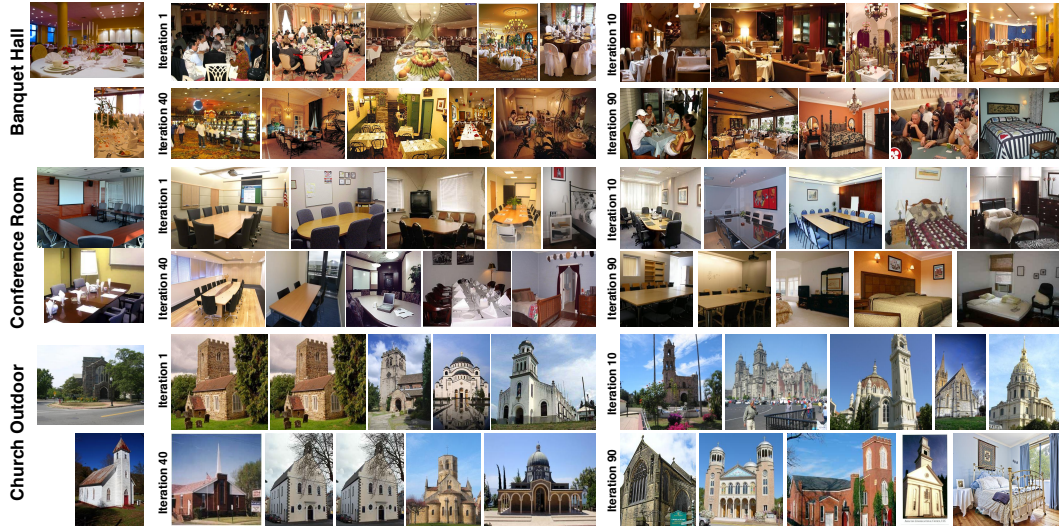 Banquet Hall
Iteration 1
Iteration 10
Iteration 40
Iteration 90
Conference Room
Iteration 1
Iteration 10
Iteration 40
Iteration 90
Church Outdoor
Iteration 1
Iteration 10
Iteration 40
Iteration 90